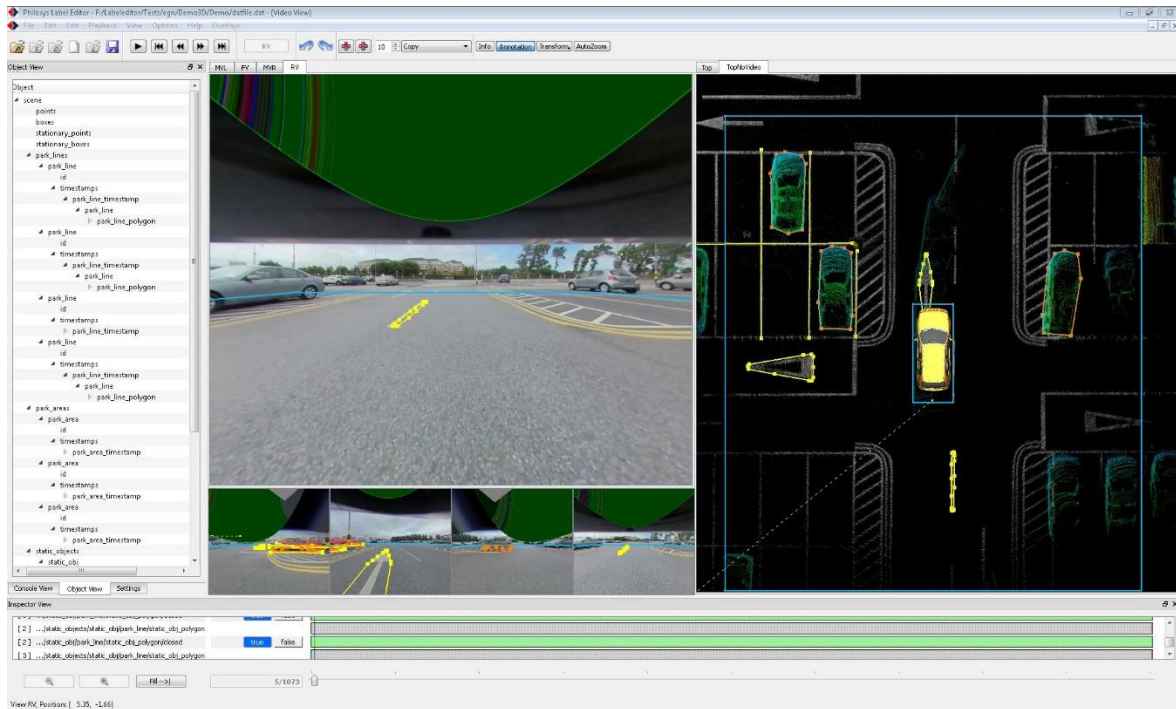 Philosys Label Editor - F:/Labeleditor/Tests/egn/Demo3D/Demo/datfile.dat - [Video View]
File Edit View Playback View Options Help Overlays
RV 10 Copy Info Annotation Transform AutoZoom
Object View
MVL FV MVR RV
Top TopNoVideo
Object
scene
points
boxes
stationary_points
stationary_boxes
park_lines
park_line
id
timestamps
park_line_timestamp
park_line
park_line_polygon
park_line
id
timestamps
park_line_timestamp
park_line
park_line_polygon
park_line
id
timestamps
park_line_timestamp
park_line
id
timestamps
park_line_timestamp
park_line
park_line_polygon
park_areas
park_area
id
timestamps
park_area_timestamp
park_area
id
timestamps
park_area_timestamp
park_area
id
timestamps
park_area_timestamp
static_objects
static_obj
Console View Object View Settings
Inspector View
[ 2 ] .../static_objects/static_obj/park_line/static_obj_polygon
[ 2 ] .../static_obj/park_line/static_obj_polygon/closed true false
[ 3 ] .../static_objects/static_obj/park_line/static_obj_polygon
Fill-->| 5/1073
View RV, Position: [ 5.35, -1.66]